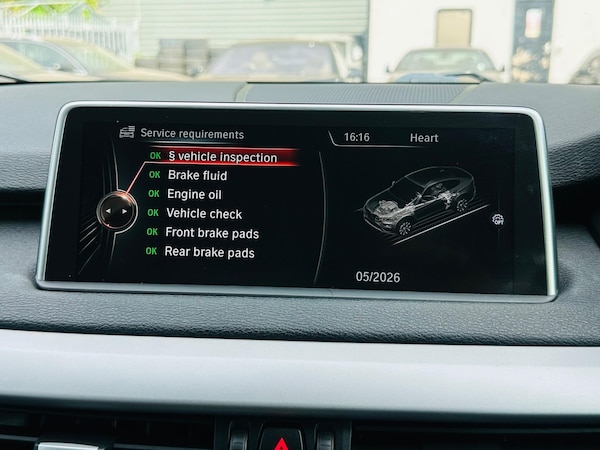 Service requirements
16:16
Heart
OK § vehicle inspection
OK Brake fluid
OK Engine oil
OK Vehicle check
OK Front brake pads
OK Rear brake pads
OPT
05/2026